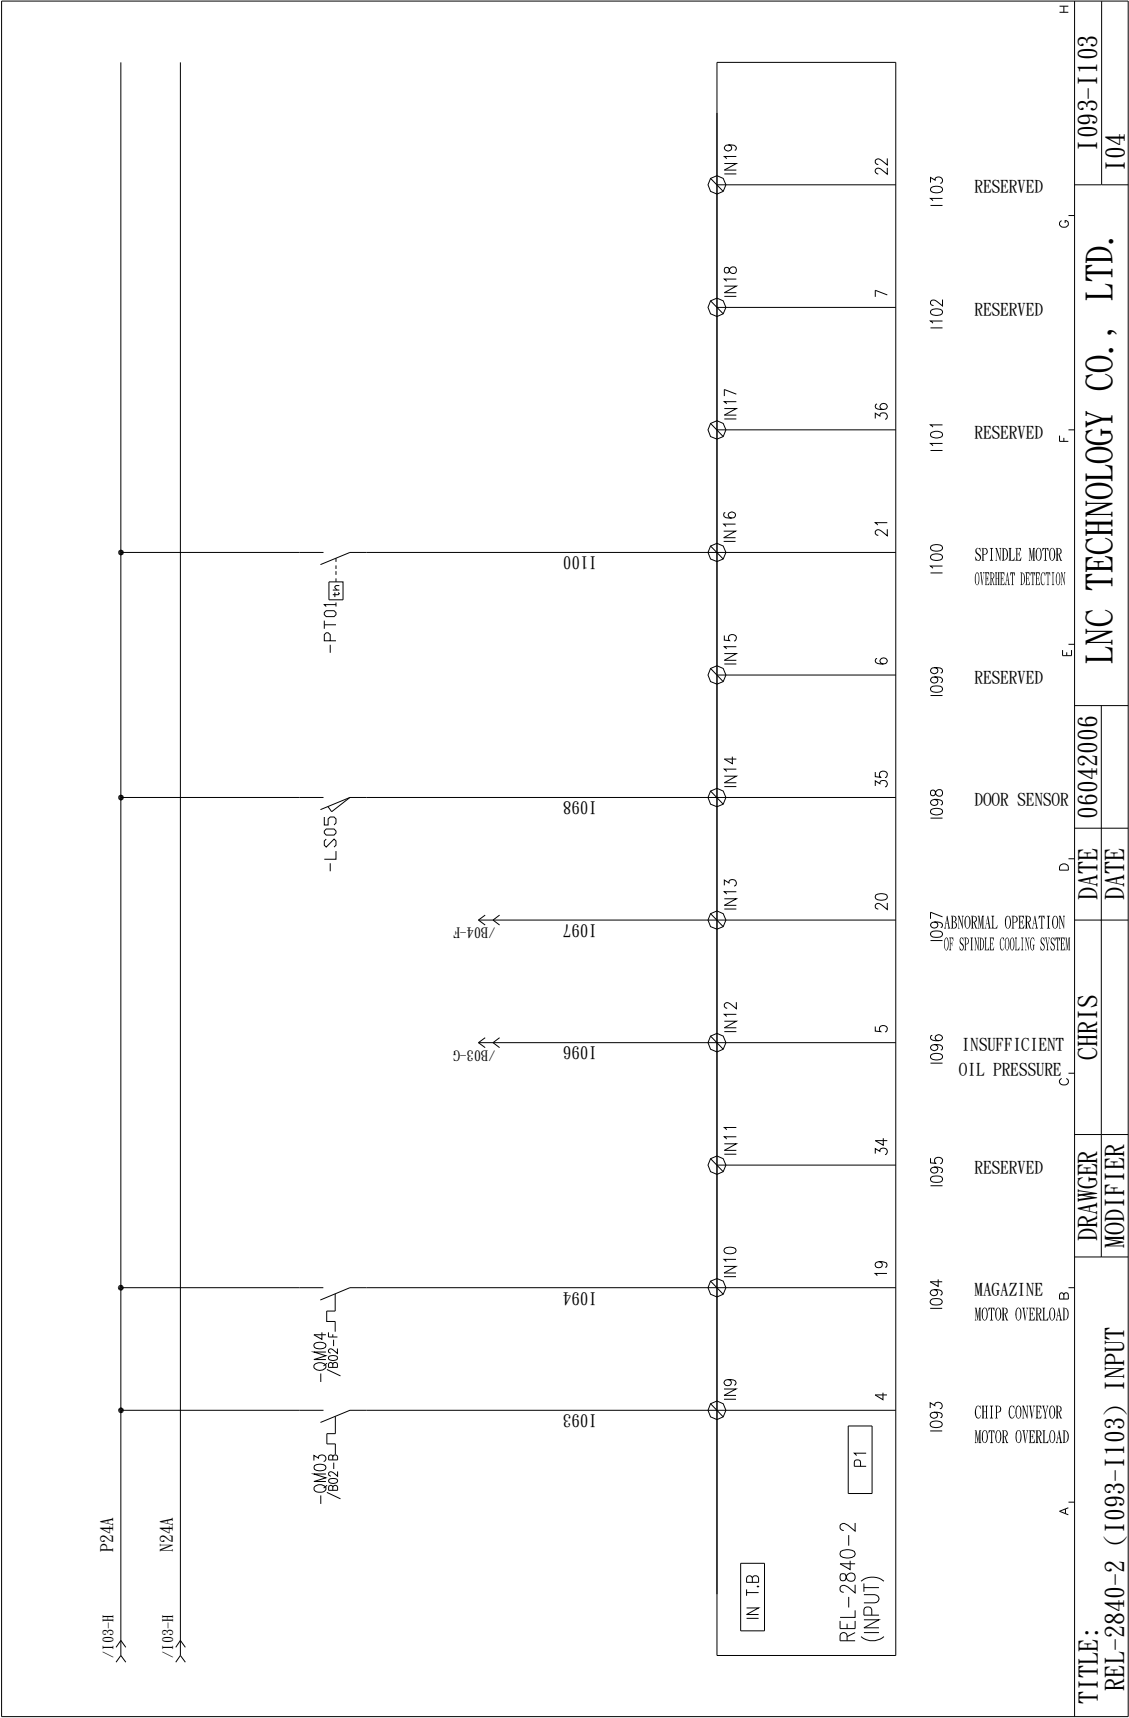 /I03-H P24A
/I03-H N24A
-QM03
/B02-B
-QM04
/B02-F
-LS05
-PT01 th
/B03-G
/B04-F
I093
I094
I096
I097
I098
I100
IN T.B
REL-2840-2
(INPUT)
P1
IN9
IN10
IN11
IN12
IN13
IN14
IN15
IN16
IN17
IN18
IN19
4
19
34
5
20
35
6
21
36
7
22
I093
CHIP CONVEYOR
MOTOR OVERLOAD
I094
MAGAZINE
MOTOR OVERLOAD
I095
RESERVED
I096
INSUFFICIENT
OIL PRESSURE
I097
ABNORMAL OPERATION
OF SPINDLE COOLING SYSTEM
I098
DOOR SENSOR
I099
RESERVED
I100
SPINDLE MOTOR
OVERHEAT DETECTION
I101
RESERVED
I102
RESERVED
I103
RESERVED
A B C D E F G H
TITLE:
REL-2840-2 (I093-I103) INPUT
DRAWGER CHRIS DATE 06042006
MODIFIER DATE
LNC TECHNOLOGY CO., LTD.
I093-I103
I04